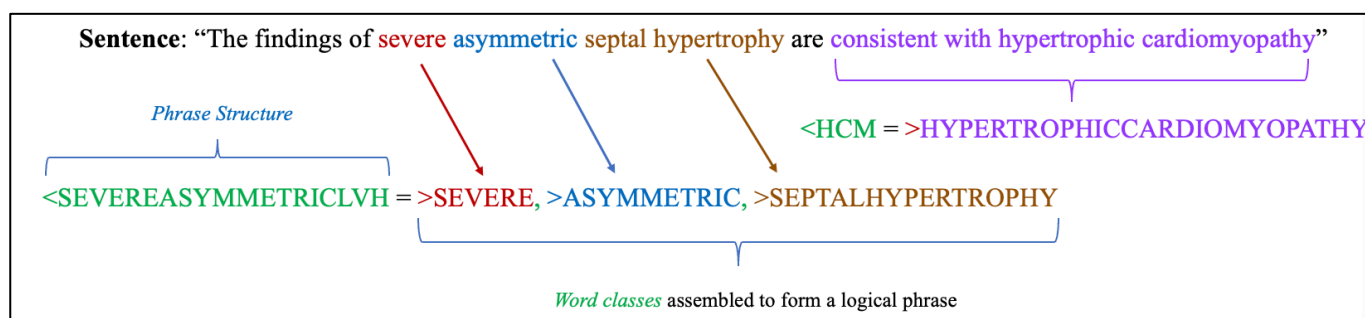 Sentence: “The findings of severe asymmetric septal hypertrophy are consistent with hypertrophic cardiomyopathy”
Phrase Structure
<HCM = >HYPERTROPHICCARDIOMYOPATHY
<SEVEREASYMMETRICLVH = >SEVERE, >ASYMMETRIC, >SEPTALHYPERTROPHY
Word classes assembled to form a logical phrase